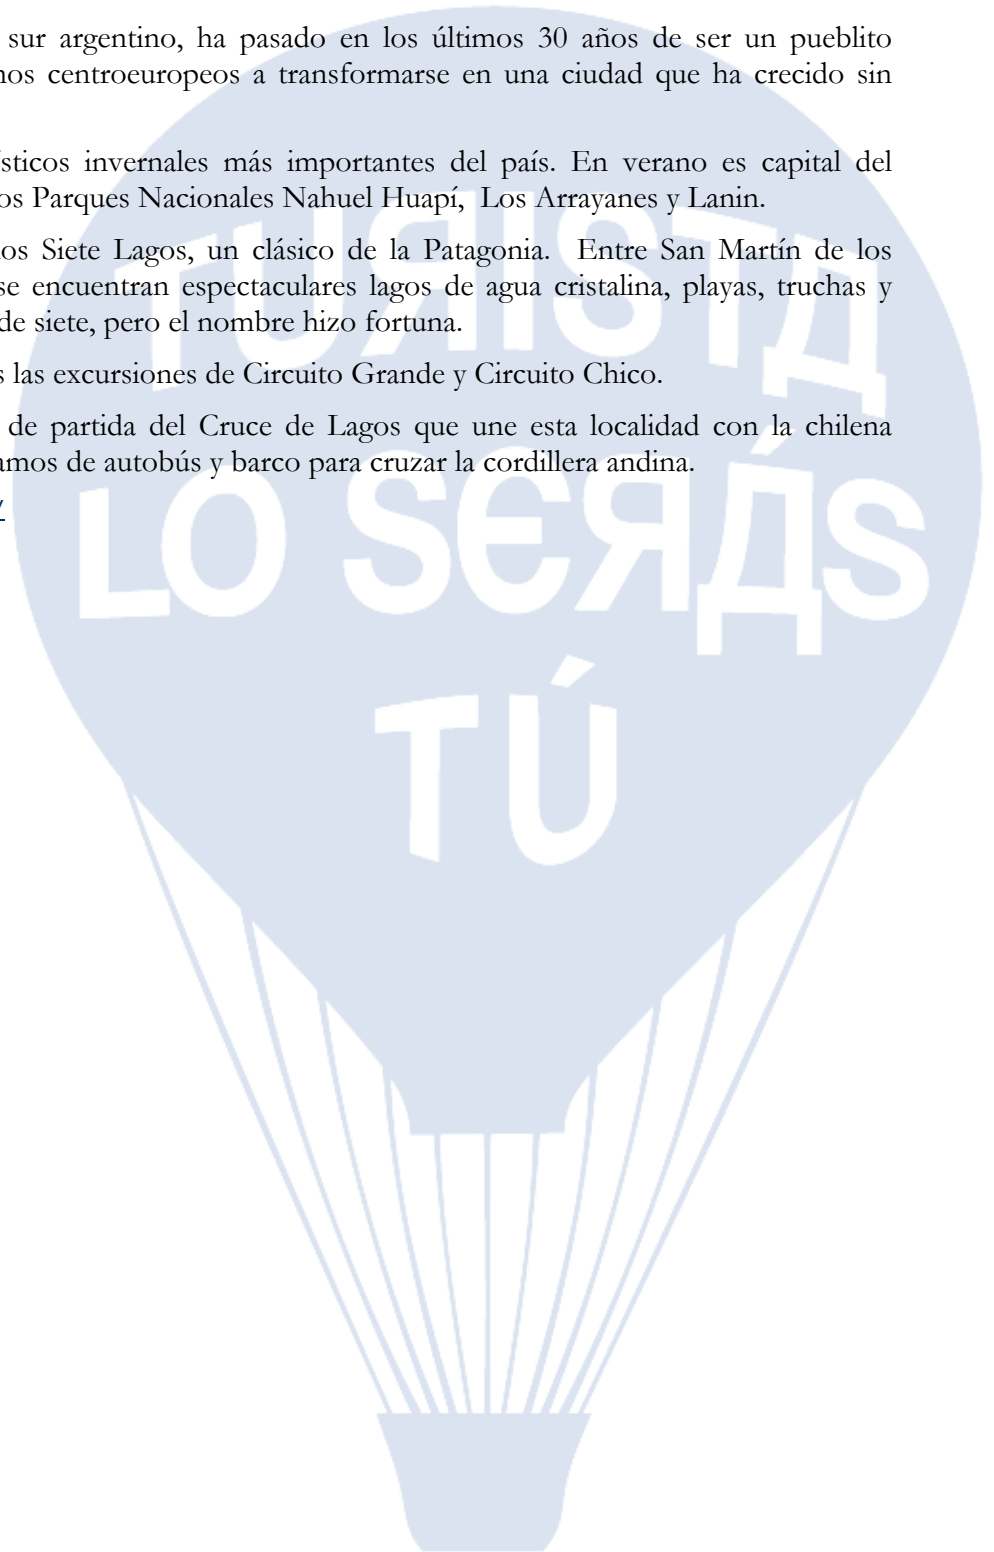 sur argentino, ha pasado en los últimos 30 años de ser un pueblito
nos centroeuropeos a transformarse en una ciudad que ha crecido sin
sticos invernales más importantes del país. En verano es capital del
os Parques Nacionales Nahuel Huapí, Los Arrayanes y Lanin.
os Siete Lagos, un clásico de la Patagonia. Entre San Martín de los
se encuentran espectaculares lagos de agua cristalina, playas, truchas y
de siete, pero el nombre hizo fortuna.
s las excursiones de Circuito Grande y Circuito Chico.
de partida del Cruce de Lagos que une esta localidad con la chilena
amos de autobús y barco para cruzar la cordillera andina.
TURISTA
LO SERÁS
TÚ